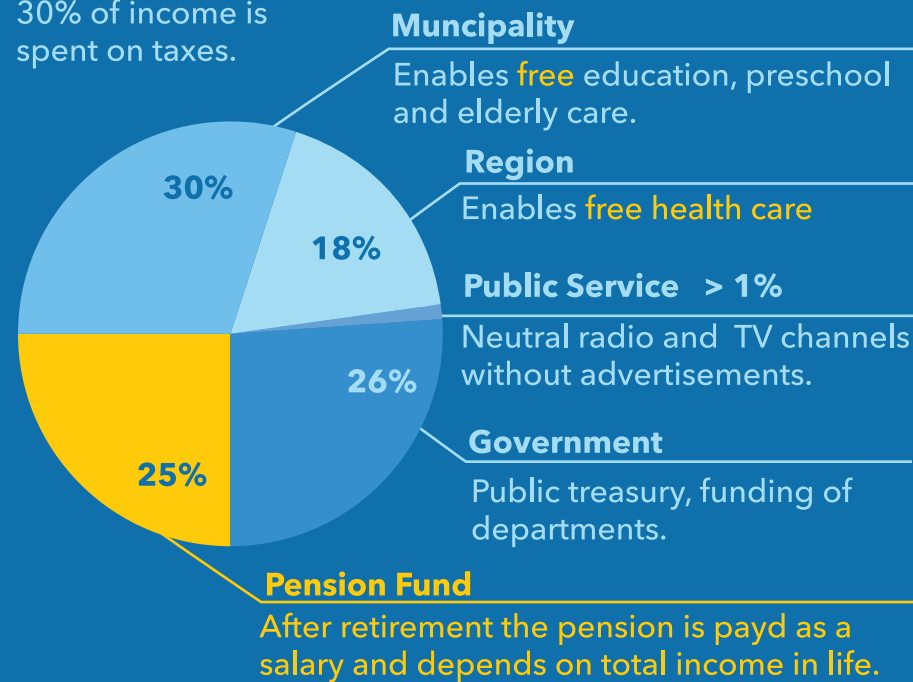 30% of income is
spent on taxes.
Muncipality
Enables free education, preschool
and elderly care.
30%
Region
Enables free health care
18%
Public Service > 1%
Neutral radio and TV channels
without advertisements.
26%
Government
Public treasury, funding of
departments.
25%
Pension Fund
After retirement the pension is payd as a
salary and depends on total income in life.